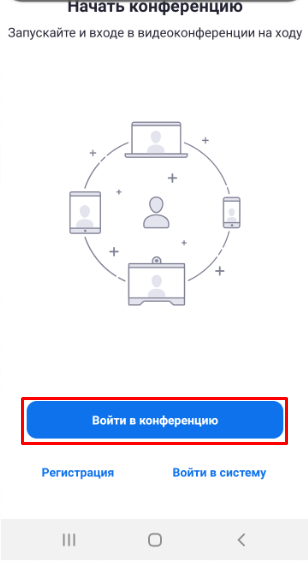 Начать конференцию
Запускайте и входе в видеоконференции на ходу
Войти в конференцию
Регистрация
Войти в систему